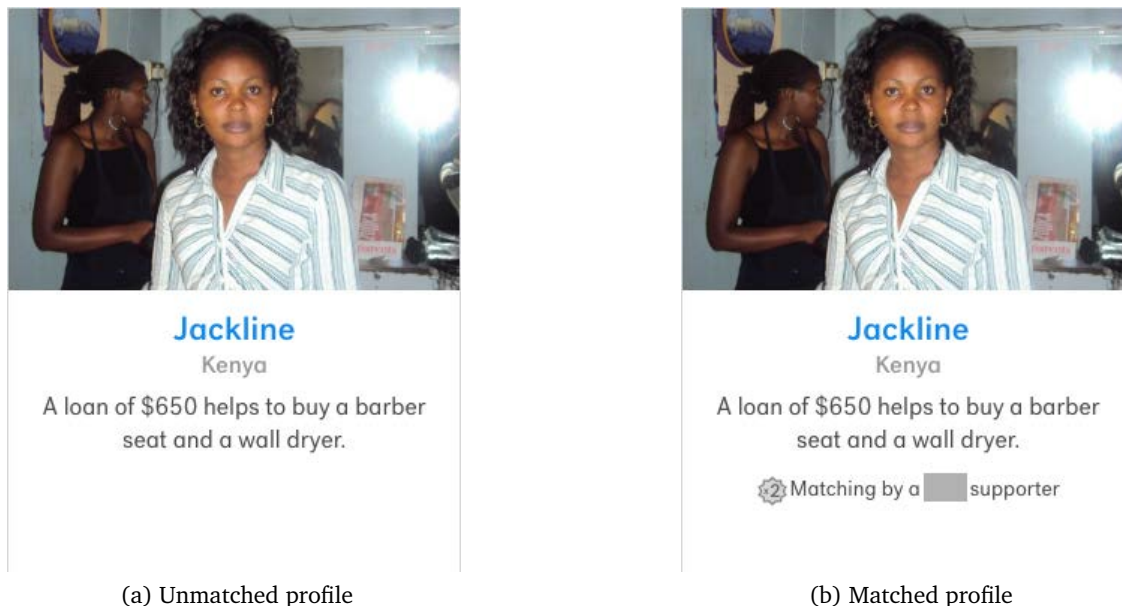 Jackline
Kenya
A loan of $650 helps to buy a barber
seat and a wall dryer.
(a) Unmatched profile
Jackline
Kenya
A loan of $650 helps to buy a barber
seat and a wall dryer.
x2 Matching by a supporter
(b) Matched profile